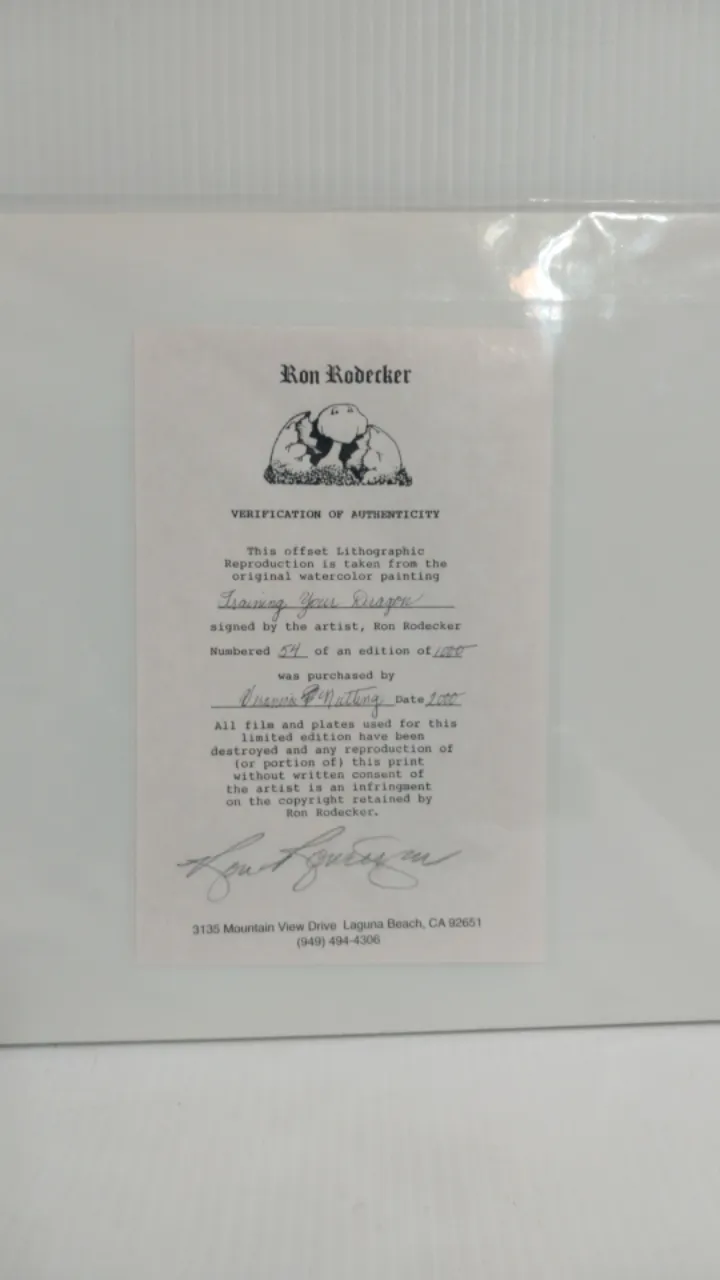 Ron Rodecker
VERIFICATION OF AUTHENTICITY
This offset Lithographic
Reproduction is taken from the
original watercolor painting
Training Your Dragon
signed by the artist, Ron Rodecker
Numbered 54 of an edition of 1000
was purchased by
Nutting Date 2000
All film and plates used for this
limited edition have been
destroyed and any reproduction of
(or portion of) this print
without written consent of
the artist is an infringment
on the copyright retained by
Ron Rodecker.
Ron Rodecker
3135 Mountain View Drive Laguna Beach, CA 92651
(949) 494-4306